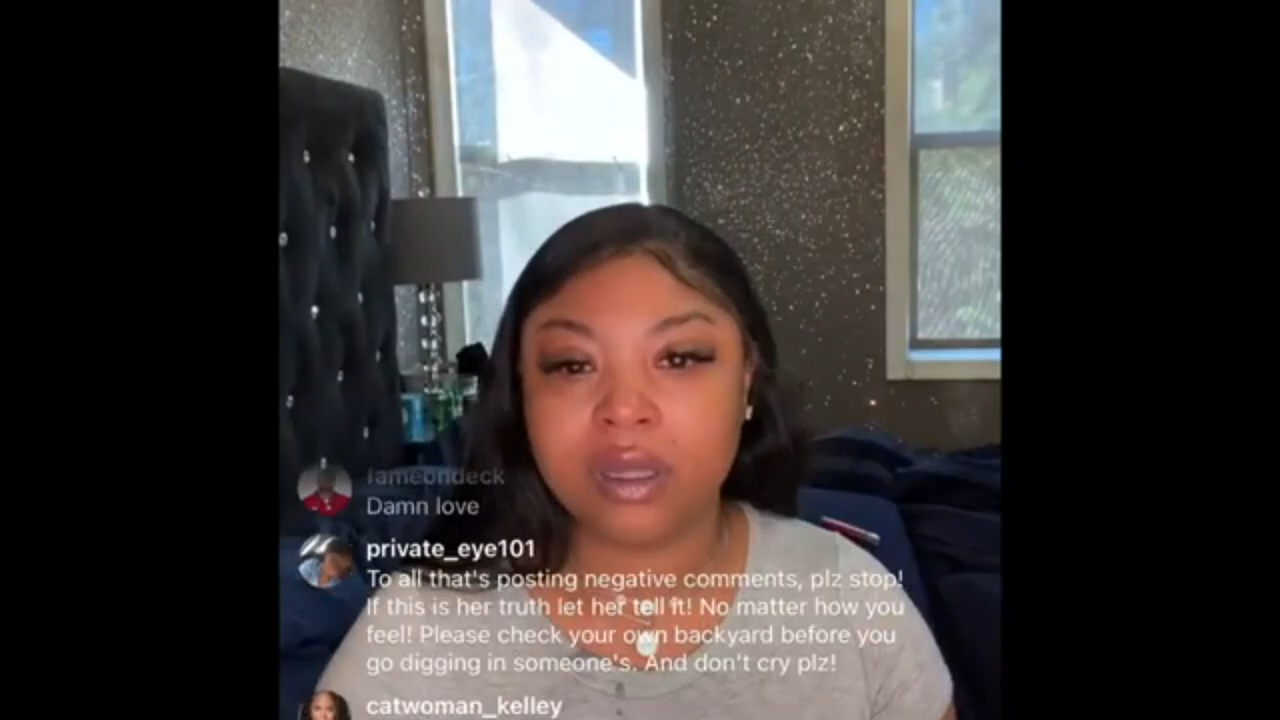 Iameondeck
Damn love
private_eye101
To all that's posting negative comments, plz stop!
If this is her truth let her tell it! No matter how you
feel! Please check your own backyard before you
go digging in someone's. And don't cry plz!
catwoman_kelley